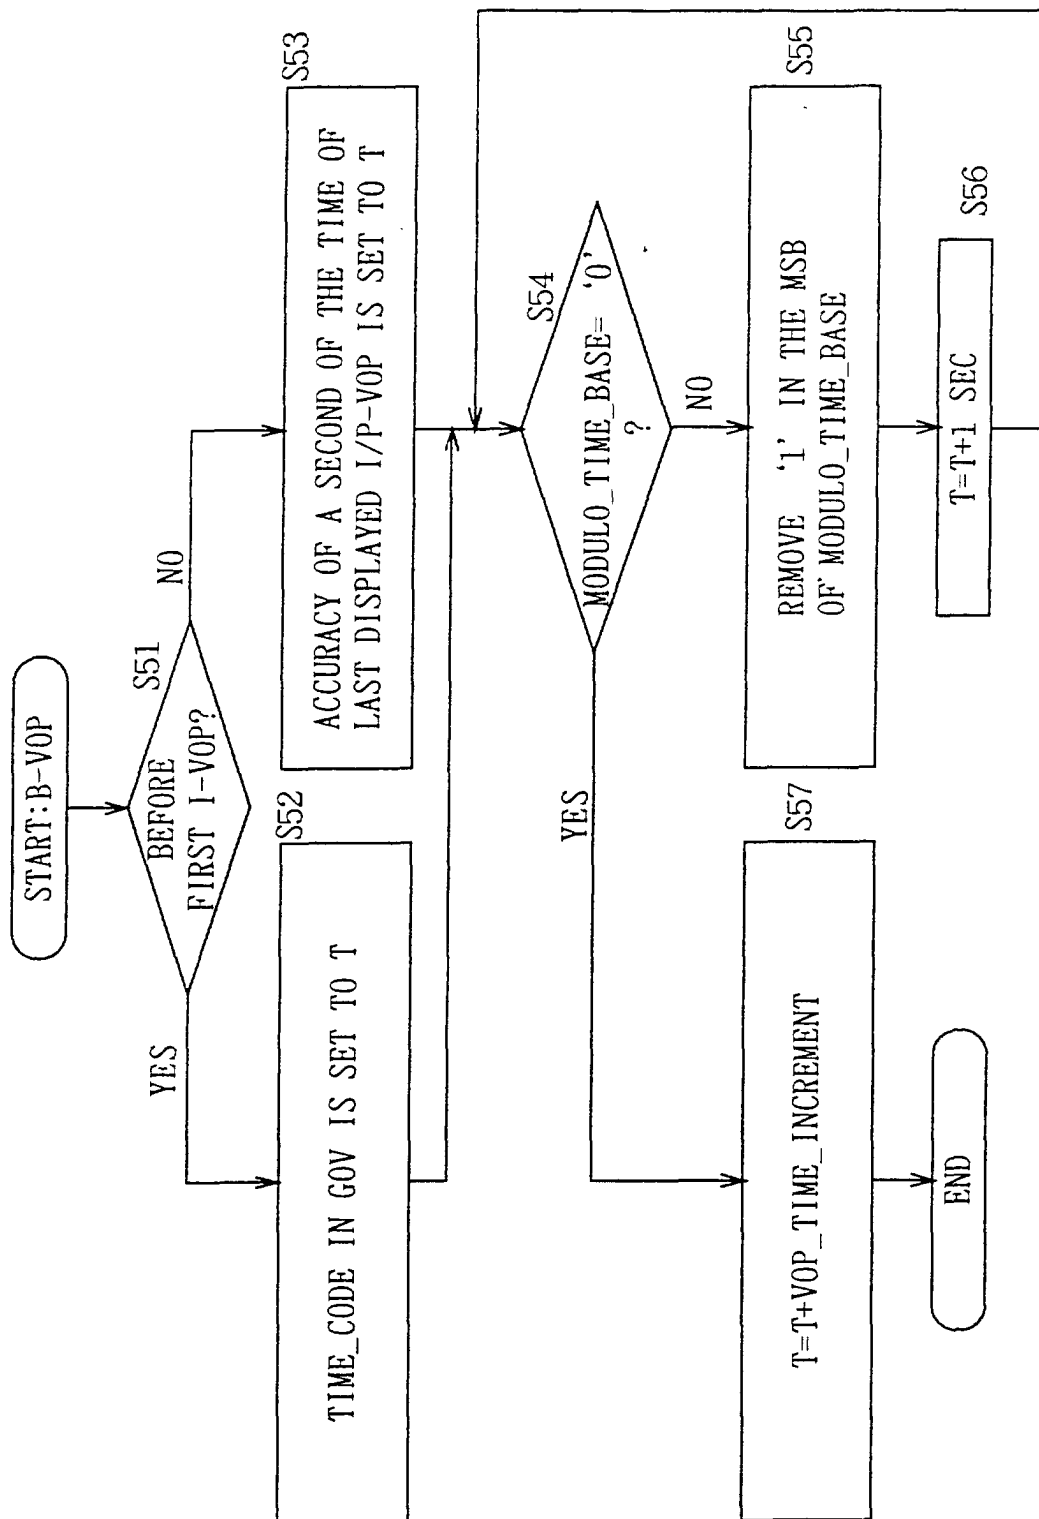 START:B-VOP
S51
BEFORE
FIRST I-VOP?
YES
NO
S52
TIME_CODE IN GOV IS SET TO T
S53
ACCURACY OF A SECOND OF THE TIME OF
LAST DISPLAYED I/P-VOP IS SET TO T
S54
MODULO_TIME_BASE= ‘0’
?
YES
NO
S57
T=T+VOP_TIME_INCREMENT
S55
REMOVE ‘1’ IN THE MSB
OF MODULO_TIME_BASE
END
S56
T=T+1 SEC